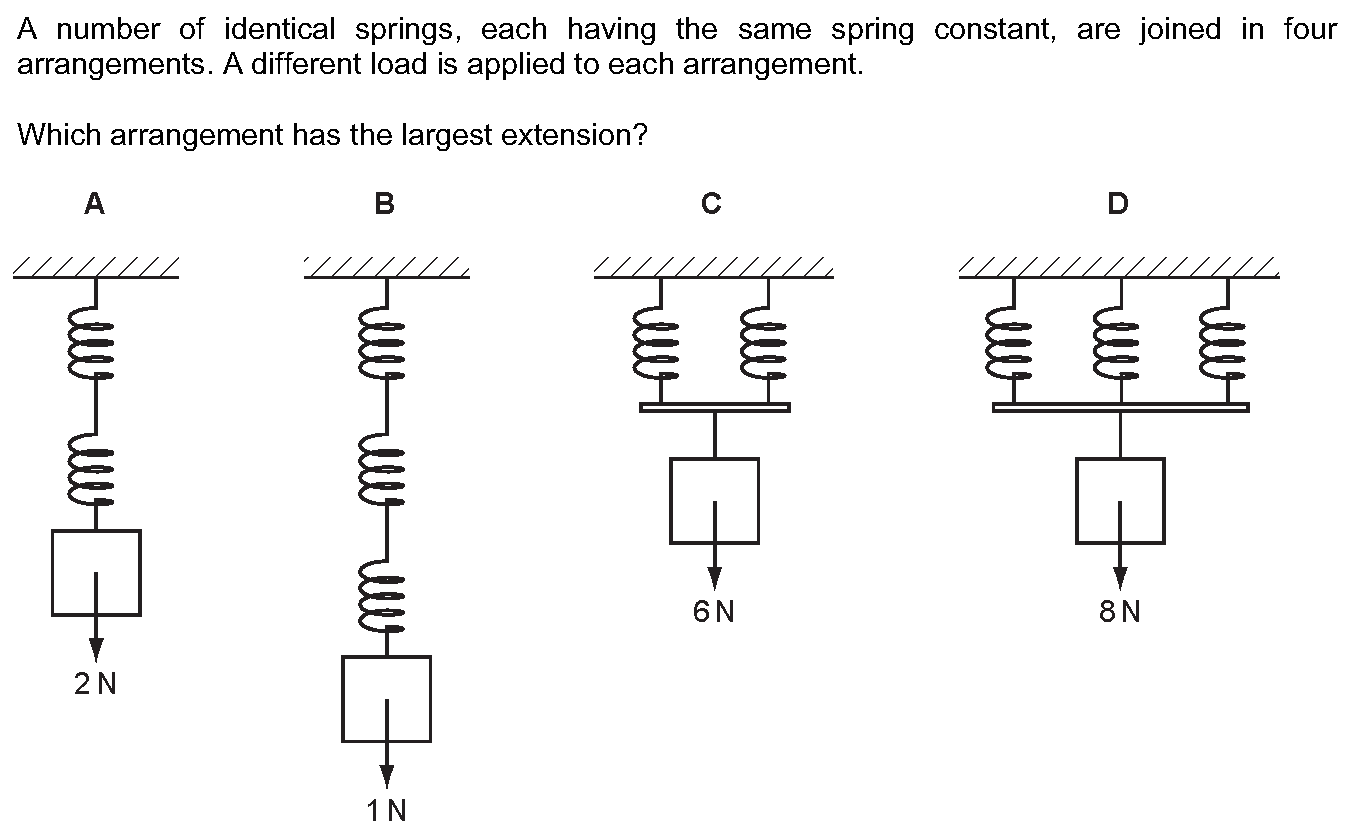 A number of identical springs, each having the same spring constant, are joined in four
arrangements. A different load is applied to each arrangement.
Which arrangement has the largest extension?
A B C D
6 N 8 N
2 N
1 N